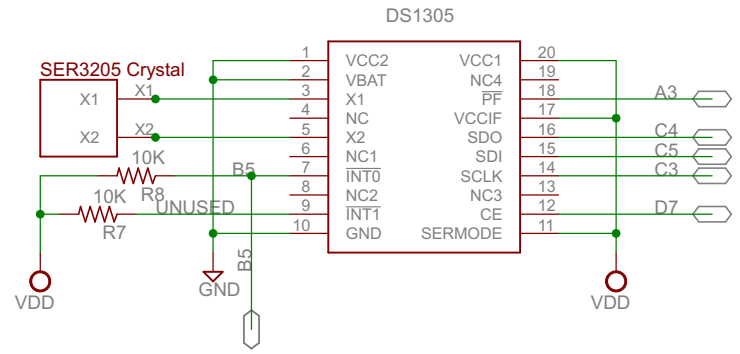 DS1305
SER3205 Crystal
X1 X1
X2 X2
1 VCC2 VCC1 20
2 VBAT NC4 19
3 X1 PF 18 A3
4 NC VCCIF 17
5 X2 SDO 16 C4
6 NC1 SDI 15 C5
7 INT0 SCLK 14 C3
8 NC2 NC3 13
9 INT1 CE 12 D7
10 GND SERMODE 11
10K
R8
B5
10K
R7
UNUSED
B5
VDD
GND
VDD